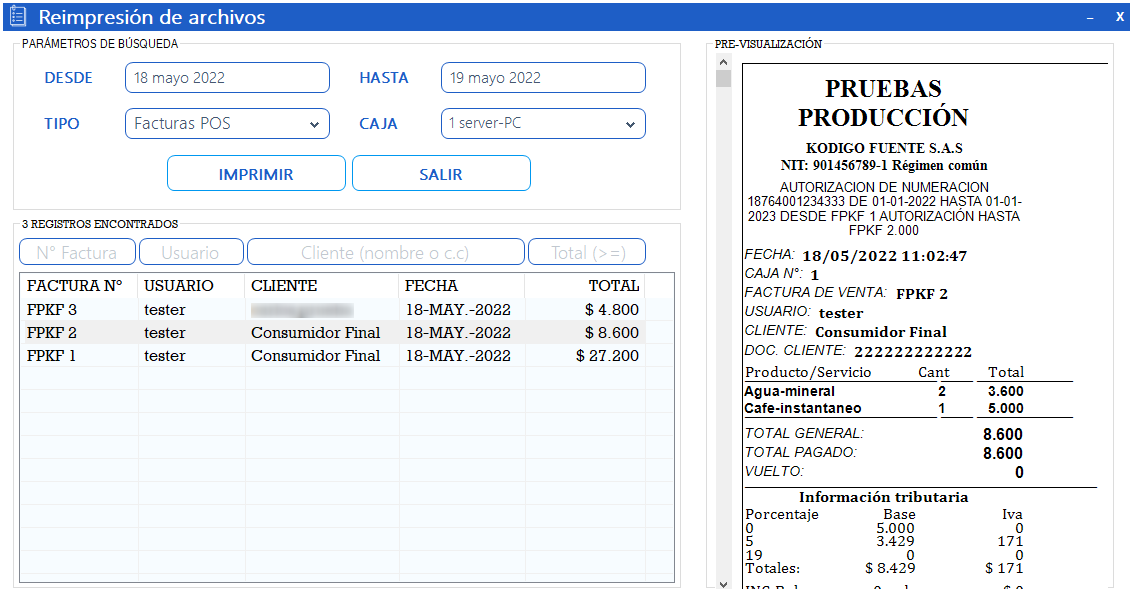 Reimpresión de archivos
– X
PARÁMETROS DE BÚSQUEDA
DESDE 18 mayo 2022 HASTA 19 mayo 2022
TIPO Facturas POS CAJA 1 server-PC
IMPRIMIR SALIR
3 REGISTROS ENCONTRADOS
N° Factura Usuario Cliente (nombre o c.c) Total (>=)
FACTURA N° USUARIO CLIENTE FECHA TOTAL
FPKF 3 tester 18-MAY.-2022 $ 4.800
FPKF 2 tester Consumidor Final 18-MAY.-2022 $ 8.600
FPKF 1 tester Consumidor Final 18-MAY.-2022 $ 27.200
PRE-VISUALIZACIÓN
PRUEBAS
PRODUCCIÓN
KODIGO FUENTE S.A.S
NIT: 901456789-1 Régimen común
AUTORIZACION DE NUMERACION
18764001234333 DE 01-01-2022 HASTA 01-01-
2023 DESDE FPKF 1 AUTORIZACIÓN HASTA
FPKF 2.000
FECHA: 18/05/2022 11:02:47
CAJA N°: 1
FACTURA DE VENTA: FPKF 2
USUARIO: tester
CLIENTE: Consumidor Final
DOC. CLIENTE: 222222222222
Producto/Servicio Cant Total
Agua-mineral 2 3.600
Cafe-instantaneo 1 5.000
TOTAL GENERAL: 8.600
TOTAL PAGADO: 8.600
VUELTO: 0
Información tributaria
Porcentaje Base Iva
0 5.000 0
5 3.429 171
19 0 0
Totales: $ 8.429 $ 171